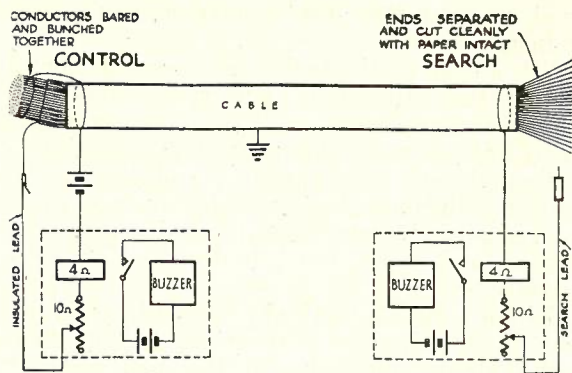 CONDUCTORS BARED
AND BUNCHED
TOGETHER
CONTROL
ENDS SEPARATED
AND CUT CLEANLY
WITH PAPER INTACT
SEARCH
CABLE
INSULATED LEAD
4Ω
10Ω
BUZZER
BUZZER
4Ω
10Ω
SEARCH LEAD